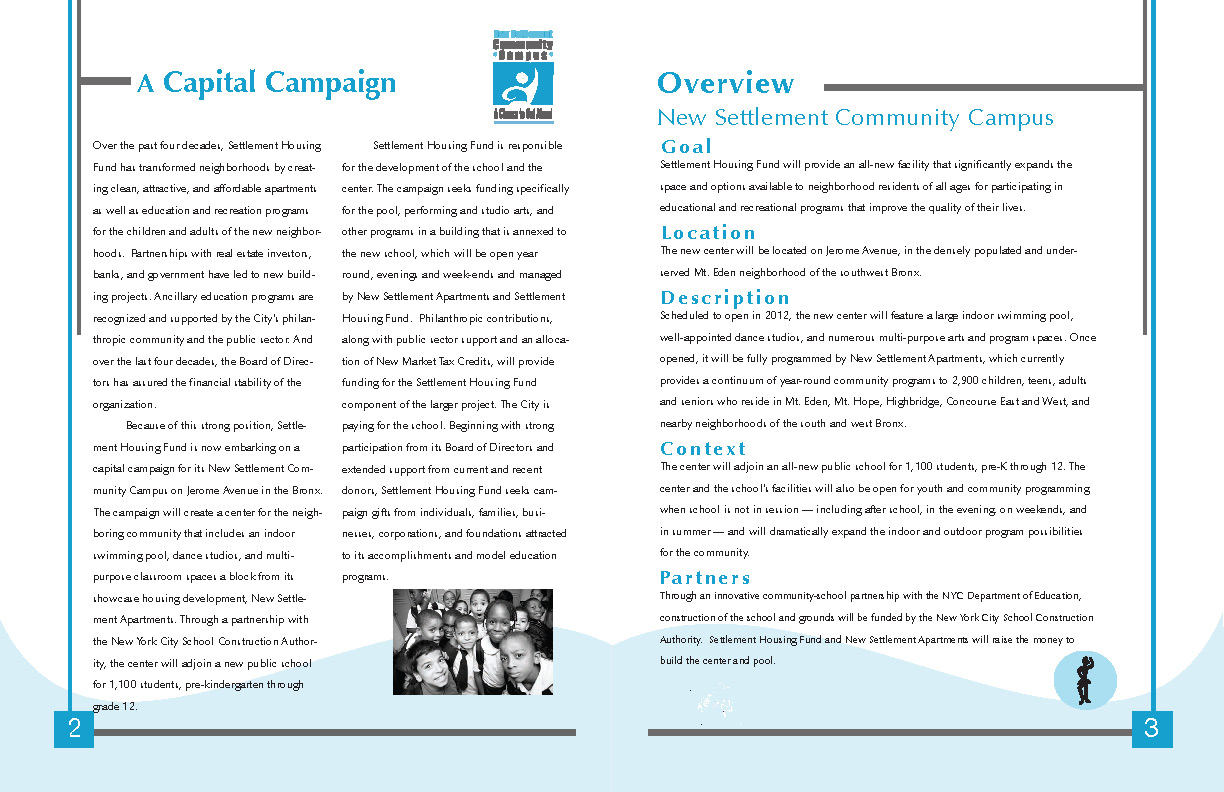 A Capital Campaign
New Settlement
Community
Campus
A Chance to Get Ahead
Over the past four decades, Settlement Housing
Fund has transformed neighborhoods by creat-
ing clean, attractive, and affordable apartments
as well as education and recreation programs
for the children and adults of the new neighbor-
hoods.  Partnerships with real estate investors,
banks, and government have led to new build-
ing projects. Ancillary education programs are
recognized and supported by the City's philan-
thropic community and the public sector. And
over the last four decades, the Board of Direc-
tors has assured the financial stability of the
organization.
Because of this strong position, Settle-
ment Housing Fund is now embarking on a
capital campaign for its New Settlement Com-
munity Campus on Jerome Avenue in the Bronx.
The campaign will create a center for the neigh-
boring community that includes an indoor
swimming pool, dance studios, and multi-
purpose classroom spaces a block from its
showcase housing development, New Settle-
ment Apartments. Through a partnership with
the New York City School Construction Author-
ity, the center will adjoin a new public school
for 1,100 students, pre-kindergarten through
grade 12.
Settlement Housing Fund is responsible
for the development of the school and the
center. The campaign seeks funding specifically
for the pool, performing and studio arts, and
other programs in a building that is annexed to
the new school, which will be open year
round, evenings and week-ends and managed
by New Settlement Apartments and Settlement
Housing Fund.  Philanthropic contributions,
along with public sector support and an alloca-
tion of New Market Tax Credits, will provide
funding for the Settlement Housing Fund
component of the larger project. The City is
paying for the school. Beginning with strong
participation from its Board of Directors and
extended support from current and recent
donors, Settlement Housing Fund seeks cam-
paign gifts from individuals, families, busi-
nesses, corporations, and foundations attracted
to its accomplishments and model education
programs.
2
Overview
New Settlement Community Campus
Goal
Settlement Housing Fund will provide an all-new facility that significantly expands the
space and options available to neighborhood residents of all ages for participating in
educational and recreational programs that improve the quality of their lives.
Location
The new center will be located on Jerome Avenue, in the densely populated and under-
served Mt. Eden neighborhood of the southwest Bronx.
Description
Scheduled to open in 2012, the new center will feature a large indoor swimming pool,
well-appointed dance studios, and numerous multi-purpose arts and program spaces. Once
opened, it will be fully programmed by New Settlement Apartments, which currently
provides a continuum of year-round community programs to 2,900 children, teens, adults
and seniors who reside in Mt. Eden, Mt. Hope, Highbridge, Concourse East and West, and
nearby neighborhoods of the south and west Bronx.
Context
The center will adjoin an all-new public school for 1,100 students, pre-K through 12. The
center and the school's facilities will also be open for youth and community programming
when school is not in session — including after school, in the evening, on weekends, and
in summer — and will dramatically expand the indoor and outdoor program possibilities
for the community.
Partners
Through an innovative community-school partnership with the NYC Department of Education,
construction of the school and grounds will be funded by the New York City School Construction
Authority.  Settlement Housing Fund and New Settlement Apartments will raise the money to
build the center and pool.
3